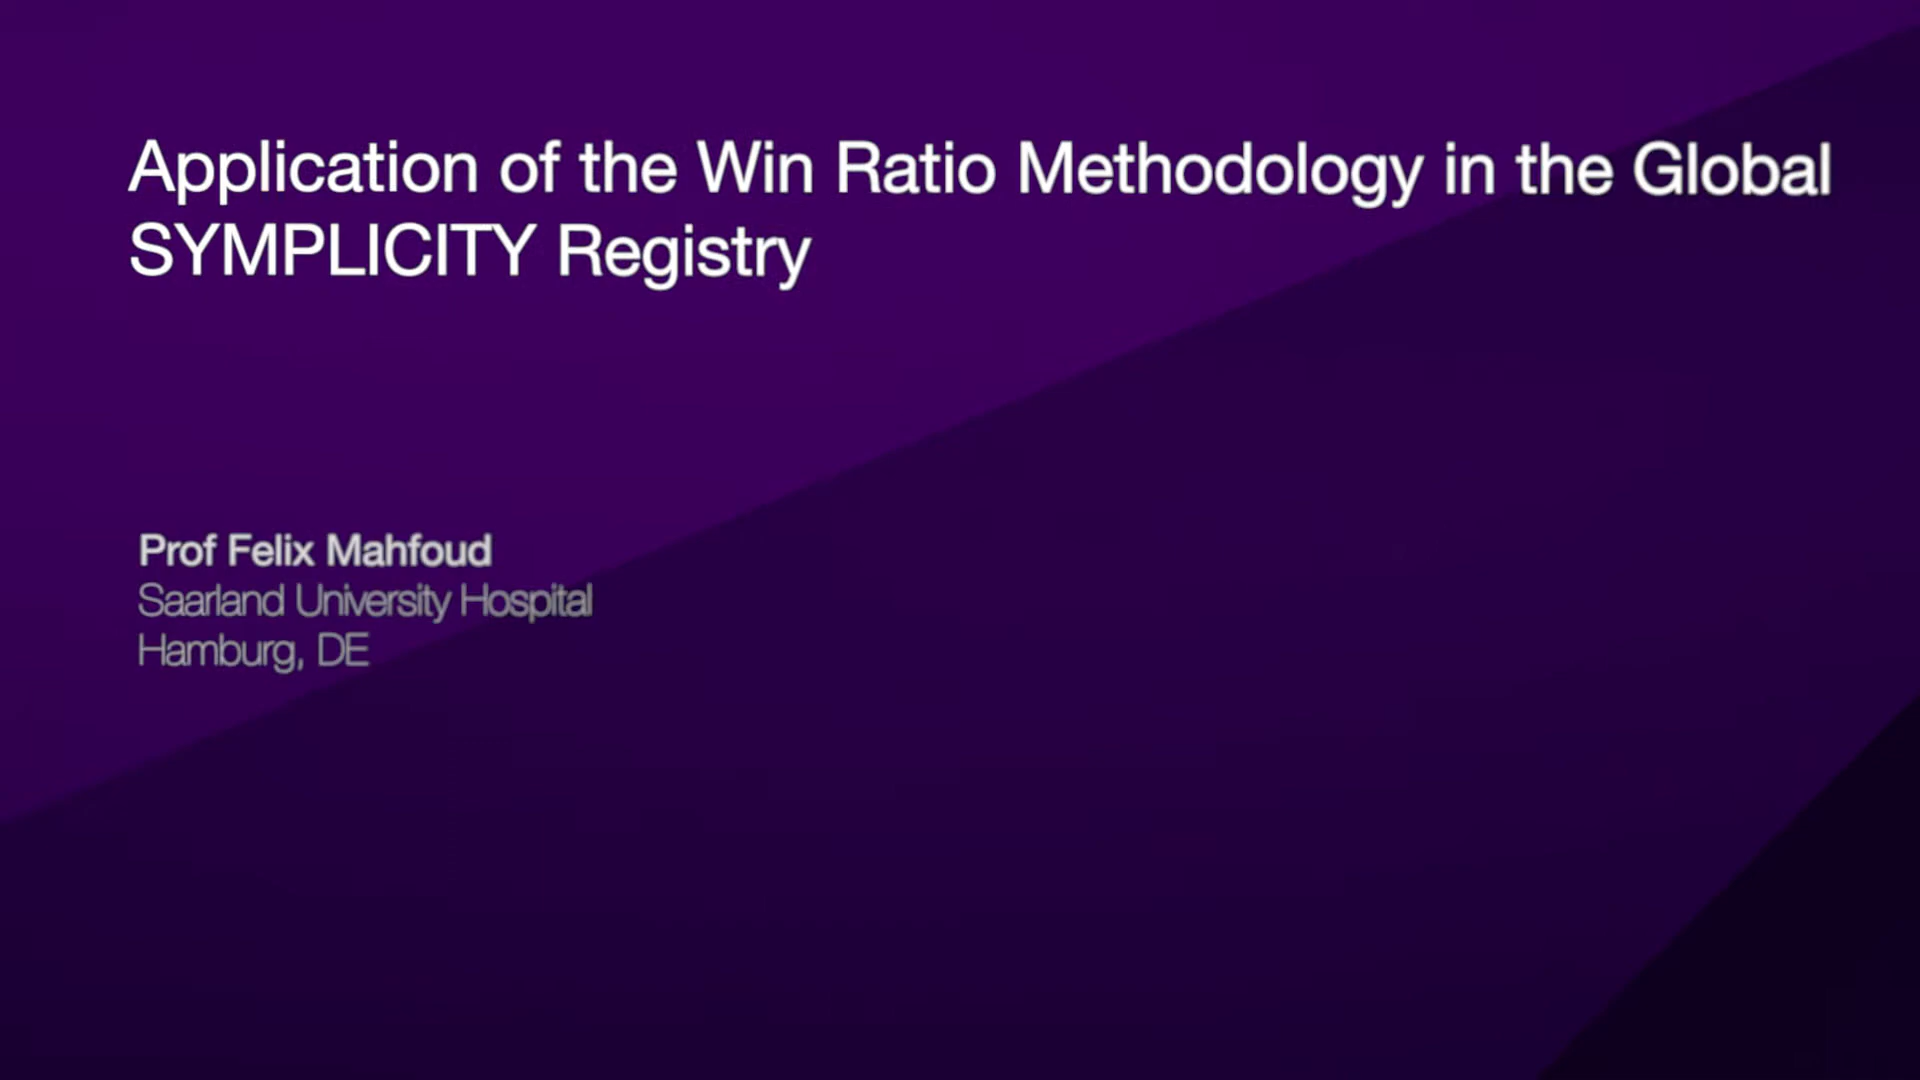 Application of the Win Ratio Methodology in the Global
SYMPLICITY Registry
Prof Felix Mahfoud
Saarland University Hospital
Hamburg, DE